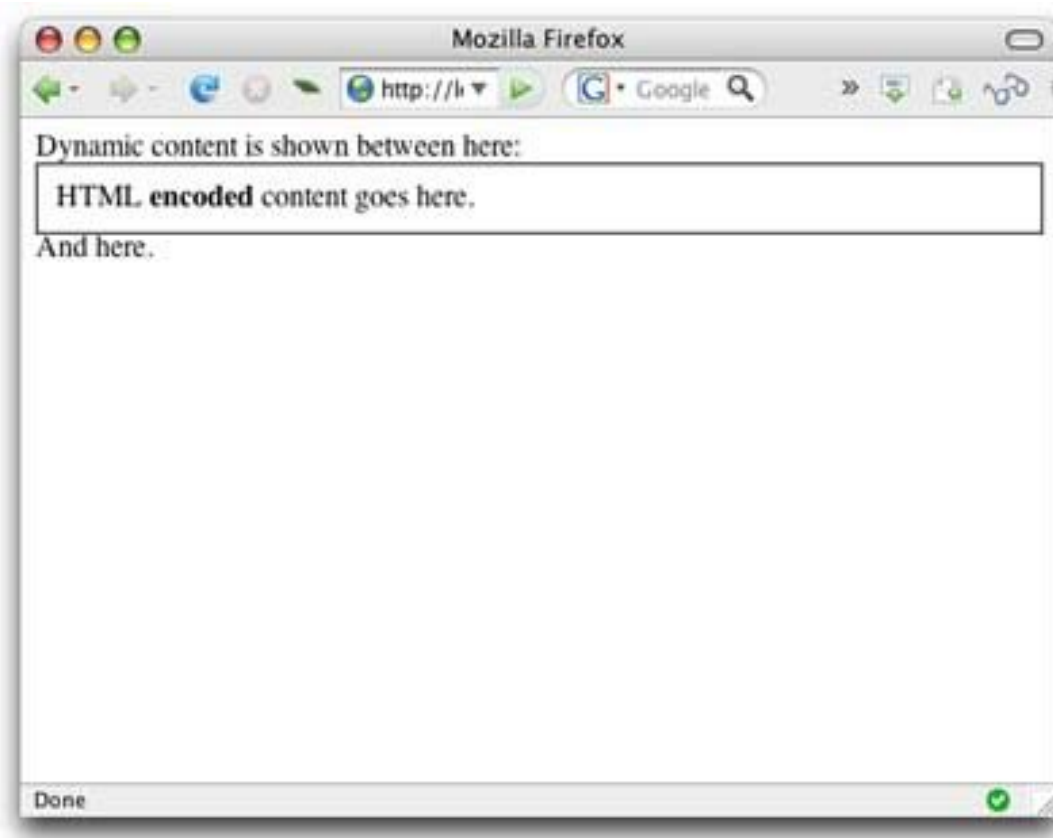 Mozilla Firefox
http://l
Google
Dynamic content is shown between here:
HTML encoded content goes here.
And here.
Done